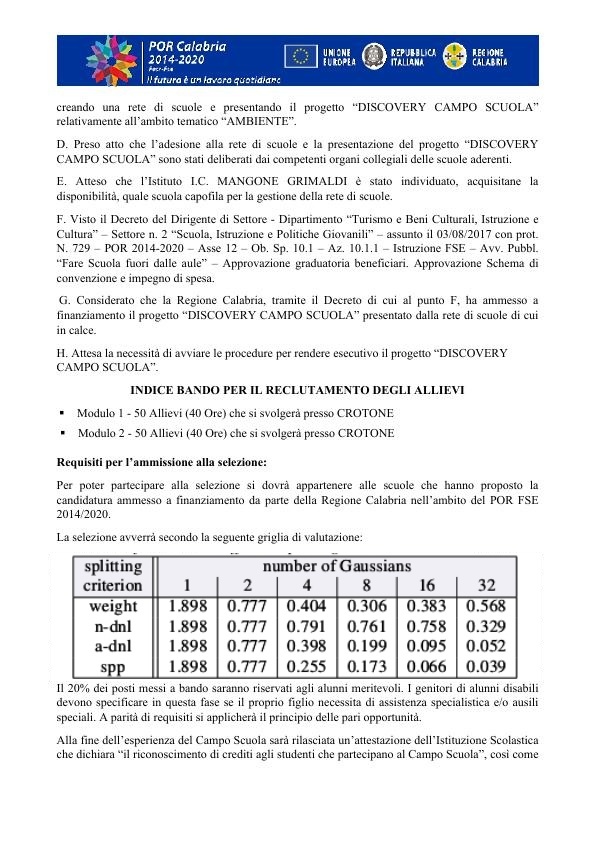 POR Calabria
2014-2020
Fesr-Fse
il futuro è un lavoro quotidiano
UNIONE
EUROPEA
REPUBBLICA
ITALIANA
REGIONE
CALABRIA
creando una rete di scuole e presentando il progetto “DISCOVERY CAMPO SCUOLA”
relativamente all’ambito tematico “AMBIENTE”.
D. Preso atto che l’adesione alla rete di scuole e la presentazione del progetto “DISCOVERY
CAMPO SCUOLA” sono stati deliberati dai competenti organi collegiali delle scuole aderenti.
E. Atteso che l’Istituto I.C. MANGONE GRIMALDI è stato individuato, acquisitane la
disponibilità, quale scuola capofila per la gestione della rete di scuole.
F. Visto il Decreto del Dirigente di Settore - Dipartimento “Turismo e Beni Culturali, Istruzione e
Cultura” – Settore n. 2 “Scuola, Istruzione e Politiche Giovanili” – assunto il 03/08/2017 con prot.
N. 729 – POR 2014-2020 – Asse 12 – Ob. Sp. 10.1 – Az. 10.1.1 – Istruzione FSE – Avv. Pubbl.
“Fare Scuola fuori dalle aule” – Approvazione graduatoria beneficiari. Approvazione Schema di
convenzione e impegno di spesa.
G. Considerato che la Regione Calabria, tramite il Decreto di cui al punto F, ha ammesso a
finanziamento il progetto “DISCOVERY CAMPO SCUOLA” presentato dalla rete di scuole di cui
in calce.
H. Attesa la necessità di avviare le procedure per rendere esecutivo il progetto “DISCOVERY
CAMPO SCUOLA”.
INDICE BANDO PER IL RECLUTAMENTO DEGLI ALLIEVI
▪ Modulo 1 - 50 Allievi (40 Ore) che si svolgerà presso CROTONE
▪ Modulo 2 - 50 Allievi (40 Ore) che si svolgerà presso CROTONE
Requisiti per l’ammissione alla selezione:
Per poter partecipare alla selezione si dovrà appartenere alle scuole che hanno proposto la
candidatura ammesso a finanziamento da parte della Regione Calabria nell’ambito del POR FSE
2014/2020.
La selezione avverrà secondo la seguente griglia di valutazione:
splitting number of Gaussians
criterion 1 2 4 8 16 32
weight 1.898 0.777 0.404 0.306 0.383 0.568
n-dnl 1.898 0.777 0.791 0.761 0.758 0.329
a-dnl 1.898 0.777 0.398 0.199 0.095 0.052
spp 1.898 0.777 0.255 0.173 0.066 0.039
Il 20% dei posti messi a bando saranno riservati agli alunni meritevoli. I genitori di alunni disabili
devono specificare in questa fase se il proprio figlio necessita di assistenza specialistica e/o ausili
speciali. A parità di requisiti si applicherà il principio delle pari opportunità.
Alla fine dell’esperienza del Campo Scuola sarà rilasciata un’attestazione dell’Istituzione Scolastica
che dichiara “il riconoscimento di crediti agli studenti che partecipano al Campo Scuola”, così come